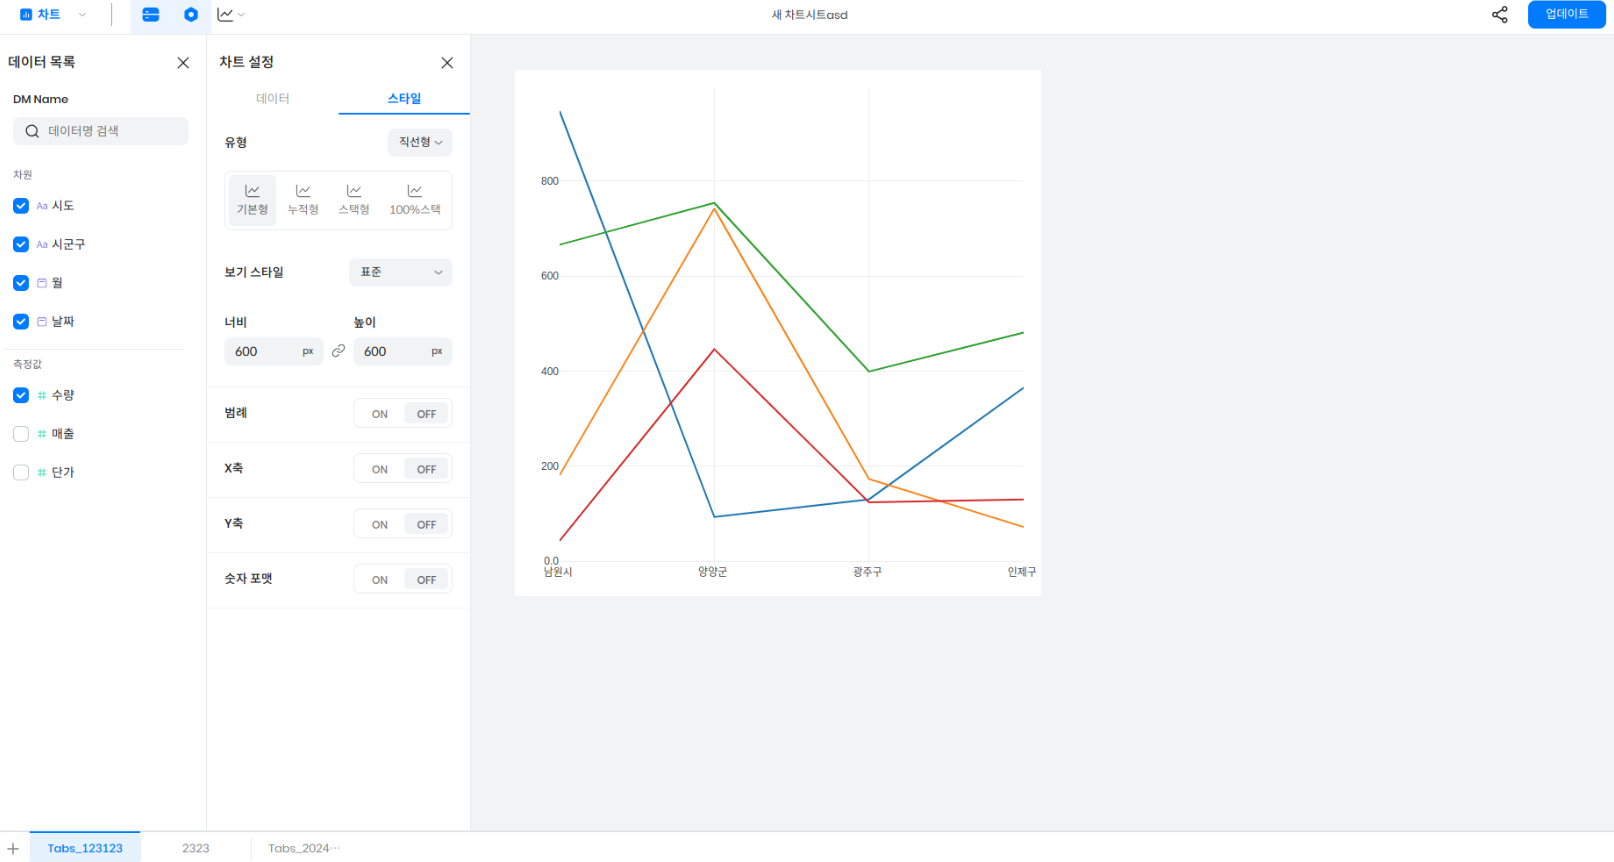 차트
새 차트시트asd
업데이트
데이터 목록
DM Name
데이터명 검색
차원
Aa 시도
Aa 시군구
월
날짜
측정값
# 수량
# 매출
# 단가
차트 설정
데이터
스타일
유형
직선형
기본형
누적형
스택형
100%스택
보기 스타일
표준
너비
높이
600 px
600 px
범례
ON OFF
X축
ON OFF
Y축
ON OFF
숫자 포맷
ON OFF
800
600
400
200
0.0
남원시
양양군
광주구
인제구
Tabs_123123
2323
Tabs_2024···